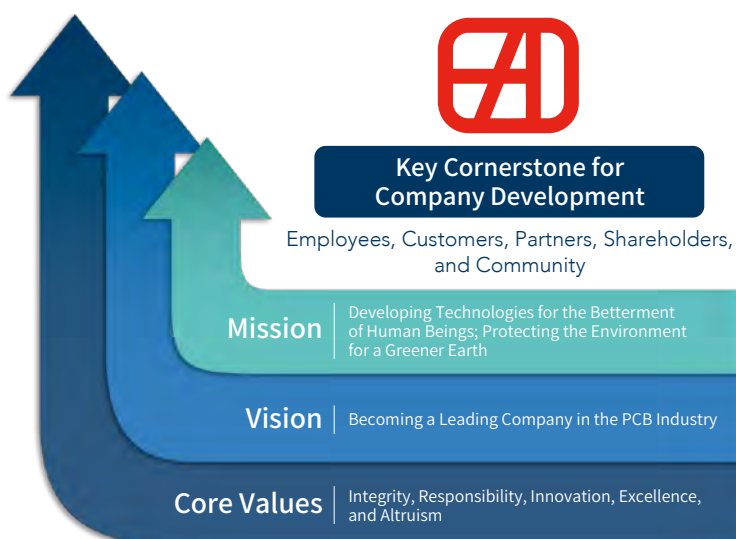 Key Cornerstone for
Company Development
Employees, Customers, Partners, Shareholders,
and Community
Mission
Developing Technologies for the Betterment
of Human Beings; Protecting the Environment
for a Greener Earth
Vision
Becoming a Leading Company in the PCB Industry
Core Values
Integrity, Responsibility, Innovation, Excellence,
and Altruism